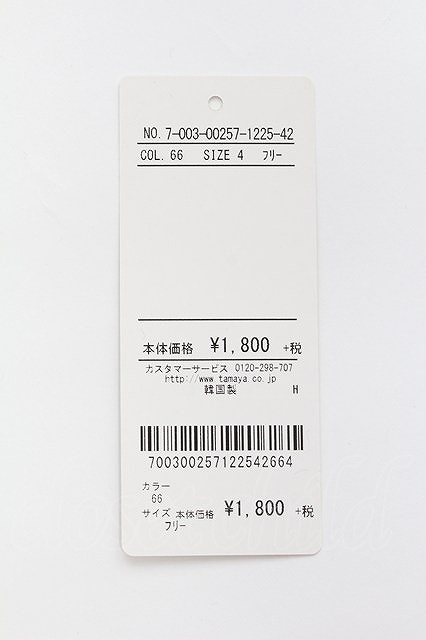 NO. 7-003-00257-1225-42
COL. 66 SIZE 4 フリー
本体価格 ¥1,800 +税
カスタマーサービス 0120-298-707
http://www.tamaya.co.jp
韓国製 H
700300257122542664
カラー
66
サイズ 本体価格 ¥1,800 +税
フリー